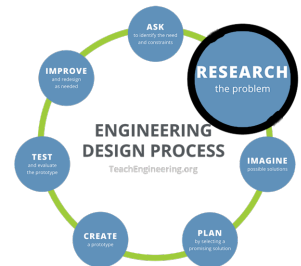 ASK
to identify the need
and constraints
RESEARCH
the problem
IMAGINE
possible solutions
PLAN
by selecting a
promising solution
CREATE
a prototype
TEST
and evaluate
the prototype
IMPROVE
and redesign
as needed
ENGINEERING
DESIGN PROCESS
TeachEngineering.org